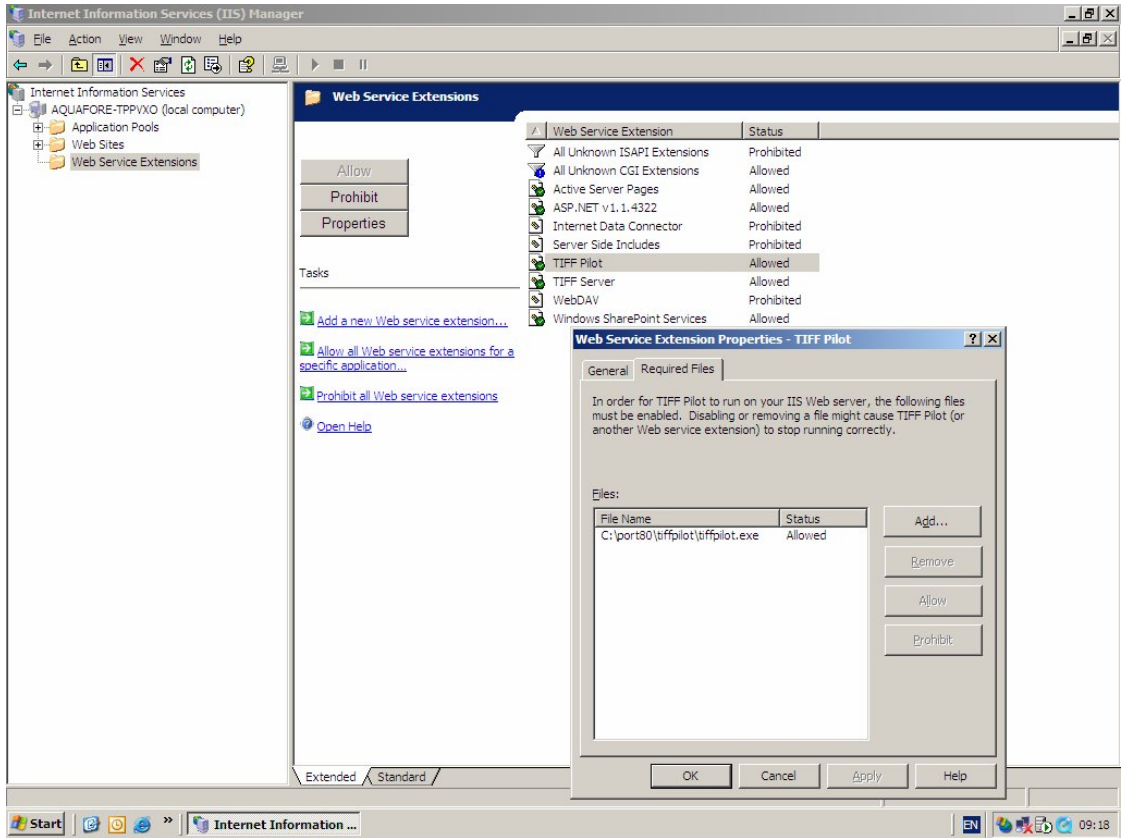 Internet Information Services (IIS) Manager
File Action View Window Help
Internet Information Services
AQUAFORE-TPPVXO (local computer)
Application Pools
Web Sites
Web Service Extensions
Web Service Extensions
Allow
Prohibit
Properties
Tasks
Add a new Web service extension...
Allow all Web service extensions for a
specific application...
Prohibit all Web service extensions
Open Help
Web Service Extension Status
All Unknown ISAPI Extensions Prohibited
All Unknown CGI Extensions Allowed
Active Server Pages Allowed
ASP.NET v1.1.4322 Allowed
Internet Data Connector Prohibited
Server Side Includes Prohibited
TIFF Pilot Allowed
TIFF Server Allowed
WebDAV Prohibited
Windows SharePoint Services Allowed
Web Service Extension Properties - TIFF Pilot
General Required Files
In order for TIFF Pilot to run on your IIS Web server, the following files
must be enabled. Disabling or removing a file might cause TIFF Pilot (or
another Web service extension) to stop running correctly.
Files:
File Name Status
C:\port80\tiffpilot\tiffpilot.exe Allowed
Add...
Remove
Allow
Prohibit
OK Cancel Apply Help
Extended Standard
Start » Internet Information ... EN 09:18